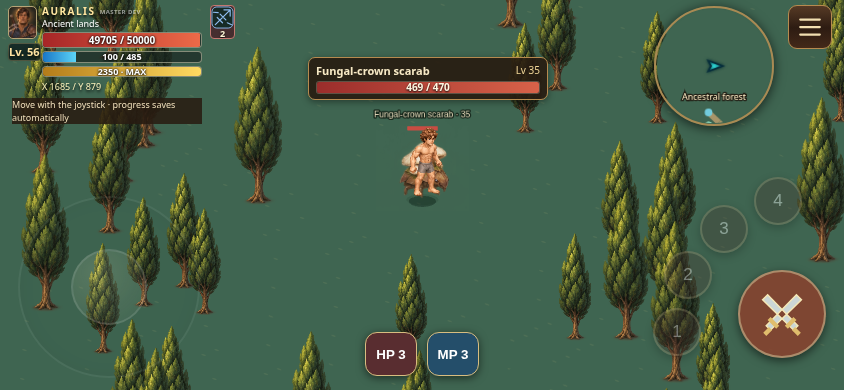 AURALIS MASTER DEV
Ancient lands
49705 / 50000
Lv. 56
100 / 485
2350 · MAX
X 1685 / Y 879
Move with the joystick · progress saves
automatically
2
Fungal-crown scarab Lv 35
469 / 470
Fungal-crown scarab · 35
Ancestral forest
4
3
2
1
HP 3
MP 3